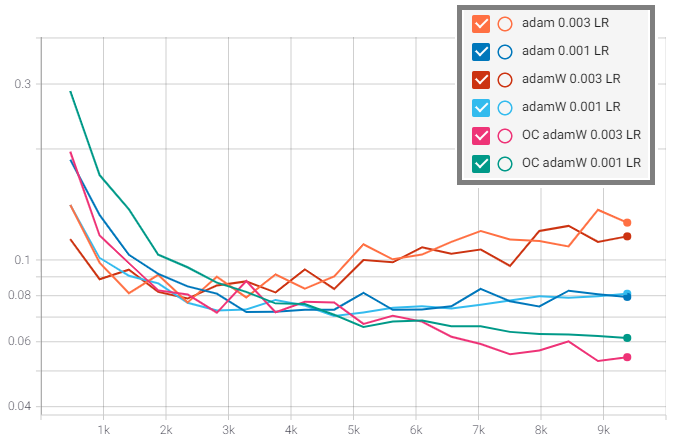 adam 0.003 LR
adam 0.001 LR
adamW 0.003 LR
adamW 0.001 LR
OC adamW 0.003 LR
OC adamW 0.001 LR
0.3
0.1
0.08
0.06
0.04
1k 2k 3k 4k 5k 6k 7k 8k 9k